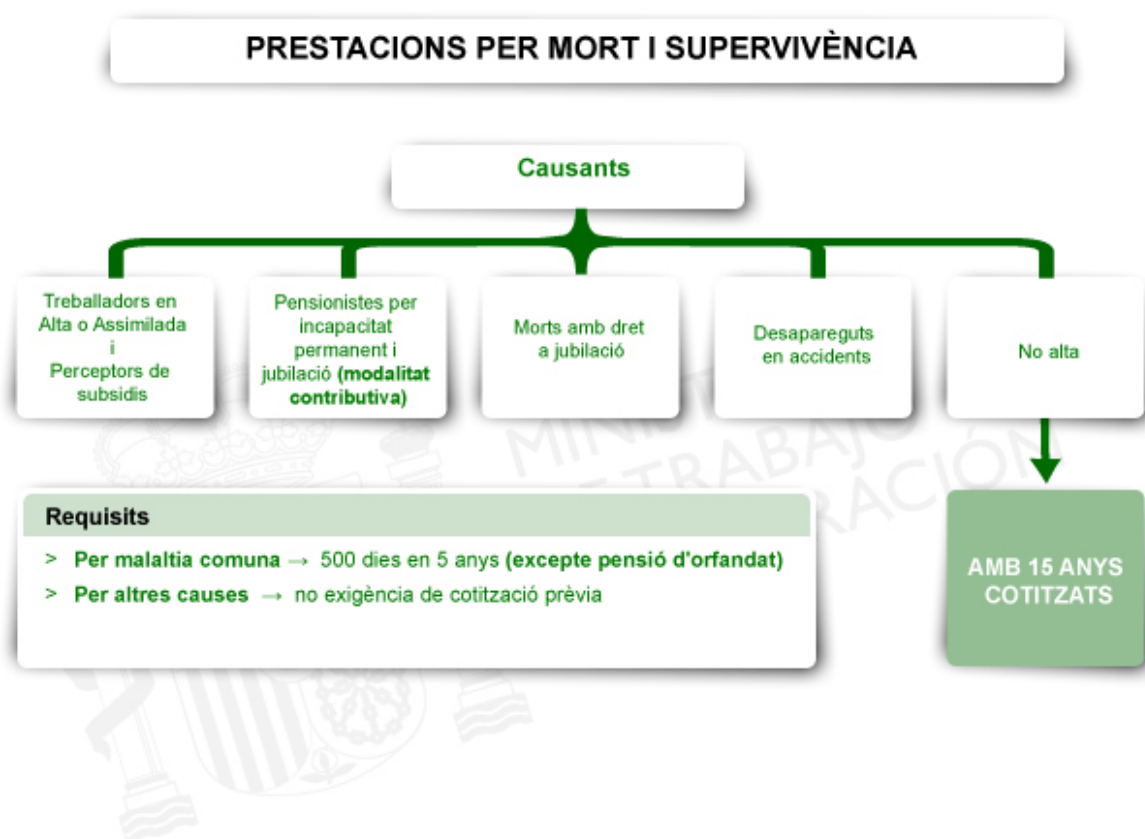 PRESTACIONS PER MORT I SUPERVIVÈNCIA
Causants
Treballadors en
Alta o Assimilada
i
Perceptors de
subsidis
Pensionistes per
incapacitat
permanent i
jubilació (modalitat
contributiva)
Morts amb dret
a jubilació
Desapareguts
en accidents
No alta
Requisits
> Per malaltia comuna → 500 dies en 5 anys (excepte pensió d'orfandat)
> Per altres causes → no exigència de cotització prèvia
AMB 15 ANYS
COTITZATS
TRABAJO